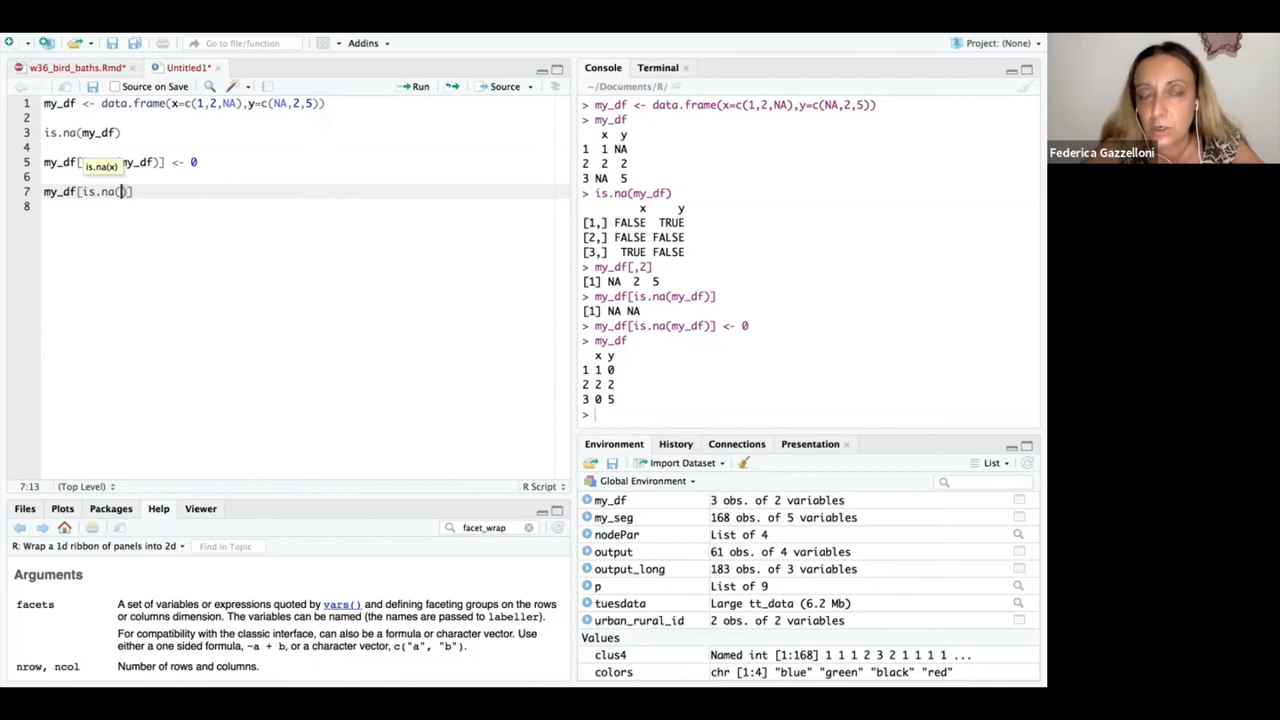 Go to file/function
Addins
Project: (None)
w36_bird_baths.Rmd*
Untitled1*
Source on Save
Run
Source
1 my_df <- data.frame(x=c(1,2,NA),y=c(NA,2,5))
2
3 is.na(my_df)
4
5 my_df[ my_df)] <- 0
is.na(x)
6
7 my_df[is.na()]
8
7:13
(Top Level)
R Script
Console
Terminal
~/Documents/R/
> my_df <- data.frame(x=c(1,2,NA),y=c(NA,2,5))
> my_df
x y
1 1 NA
2 2 2
3 NA 5
> is.na(my_df)
x y
[1,] FALSE TRUE
[2,] FALSE FALSE
[3,] TRUE FALSE
> my_df[,2]
[1] NA 2 5
> my_df[is.na(my_df)]
[1] NA NA
> my_df[is.na(my_df)] <- 0
> my_df
x y
1 1 0
2 2 2
3 0 5
>
Files
Plots
Packages
Help
Viewer
facet_wrap
R: Wrap a 1d ribbon of panels into 2d
Find in Topic
Arguments
facets A set of variables or expressions quoted by vars() and defining faceting groups on the rows
or columns dimension. The variables can be named (the names are passed to labeller).
For compatibility with the classic interface, can also be a formula or character vector. Use
either a one sided formula, ~a + b, or a character vector, c("a", "b").
nrow, ncol Number of rows and columns.
Environment
History
Connections
Presentation
Import Dataset
List
Global Environment
my_df 3 obs. of 2 variables
my_seg 168 obs. of 5 variables
nodePar List of 4
output 61 obs. of 4 variables
output_long 183 obs. of 3 variables
p List of 9
tuesdata Large tt_data (6.2 Mb)
urban_rural_id 2 obs. of 2 variables
Values
clus4 Named int [1:168] 1 1 1 2 3 2 1 1 1 1 ...
colors chr [1:4] "blue" "green" "black" "red"
Federica Gazzelloni